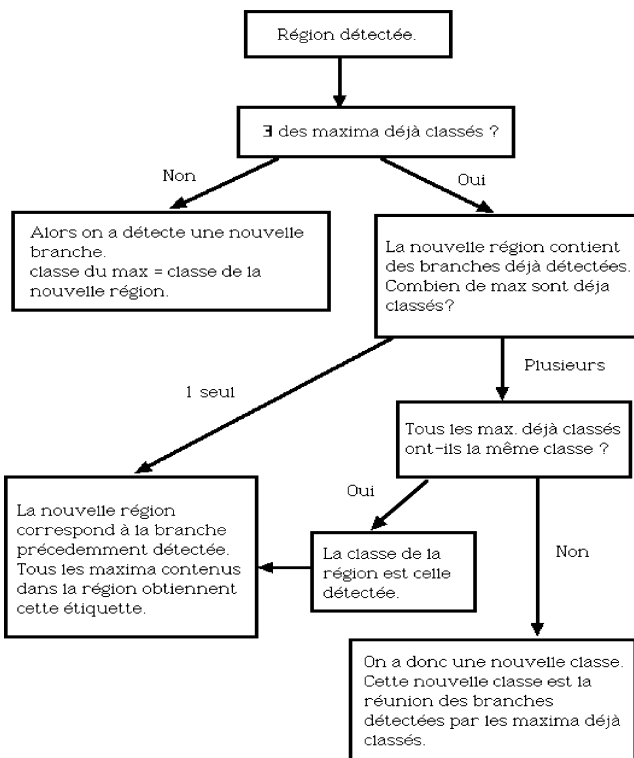 Région détectée.
∃ des maxima déjà classés ?
Non
Oui
Alors on a détecte une nouvelle
branche.
classe du max = classe de la
nouvelle région.
La nouvelle région contient
des branches déjà détectées.
Combien de max sont déja
classés?
1 seul
Plusieurs
Tous les max. déjà classés
ont-ils la même classe ?
Oui
Non
La nouvelle région
correspond à la branche
précedemment détectée.
Tous les maxima contenus
dans la région obtiennent
cette étiquette.
La classe de la
région est celle
détectée.
On a donc une nouvelle classe.
Cette nouvelle classe est la
réunion des branches
détectées par les maxima déjà
classés.